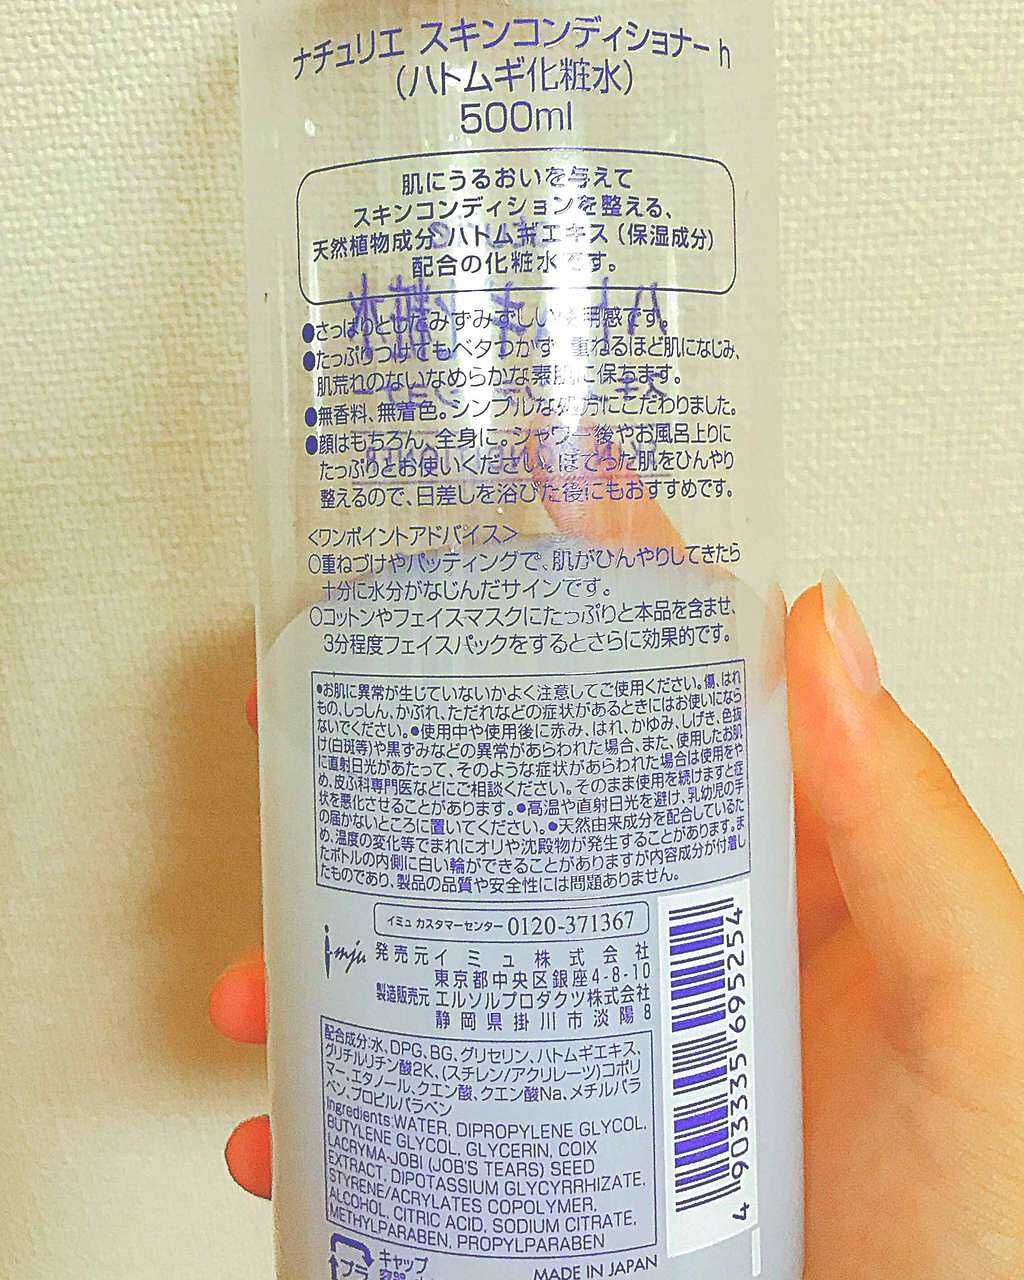 ナチュリエ スキンコンディショナー h
(ハトムギ化粧水)
500ml
肌にうるおいを与えて
スキンコンディションを整える、
天然植物成分 ハトムギエキス(保湿成分)
配合の化粧水です。
●さっぱりとしたみずみずしい使用感です。
●たっぷりつけてもベタつかず、重ねるほど肌になじみ、
肌荒れのないなめらかな素肌に保ちます。
●無香料、無着色。シンプルな処方にこだわりました。
●顔はもちろん、全身に。シャワー後やお風呂上りに
たっぷりとお使いください。ほてった肌をひんやり
整えるので、日差しを浴びた後にもおすすめです。
<ワンポイントアドバイス>
○重ねづけやパッティングで、肌がひんやりしてきたら
十分に水分がなじんだサインです。
○コットンやフェイスマスクにたっぷりと本品を含ませ、
3分程度フェイスパックをするとさらに効果的です。
●お肌に異常が生じていないかよく注意してご使用ください。傷、はれ
もの、しっしん、かぶれ、ただれなどの症状があるときにはお使いになら
ないでください。●使用中や使用後に赤み、はれ、かゆみ、しげき、色抜
け(白斑等)や黒ずみなどの異常があらわれた場合、また、使用したお肌
に直射日光があたって、そのような症状があらわれた場合は使用をや
め、皮ふ科専門医などにご相談ください。そのまま使用を続けますと症
状を悪化させることがあります。●高温や直射日光を避け、乳幼児の手
の届かないところに置いてください。●天然由来成分を配合しているた
め、温度の変化等でまれにオリや沈殿物が発生することがあります。ま
たボトルの内側に白い輪ができることがありますが内容成分が付着し
たものであり、製品の品質や安全性には問題ありません。
イミュ カスタマーセンター 0120-371367
imju 発売元 イミュ株式会社
東京都中央区銀座4-8-10
製造販売元 エルソルプロダクツ株式会社
静岡県掛川市淡陽8
配合成分:水、DPG、BG、グリセリン、ハトムギエキス、
グリチルリチン酸2K、(スチレン/アクリレーツ)コポリ
マー、エタノール、クエン酸、クエン酸Na、メチルパラ
ベン、プロピルパラベン
Ingredients:WATER, DIPROPYLENE GLYCOL,
BUTYLENE GLYCOL, GLYCERIN, COIX
LACRYMA-JOBI (JOB'S TEARS) SEED
EXTRACT, DIPOTASSIUM GLYCYRRHIZATE,
STYRENE/ACRYLATES COPOLYMER,
ALCOHOL, CITRIC ACID, SODIUM CITRATE,
METHYLPARABEN, PROPYLPARABEN
4 903335 695254
プラ
キャップ
MADE IN JAPAN